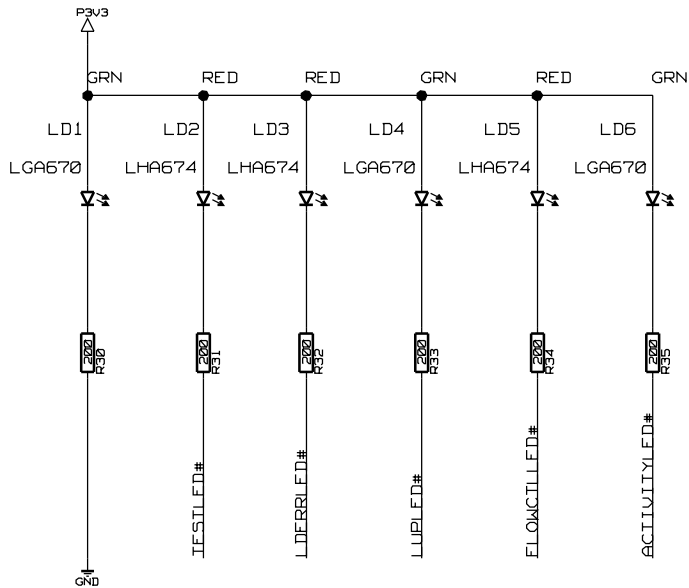 P3V3
GRN RED RED GRN RED GRN
LD1 LD2 LD3 LD4 LD5 LD6
LGA670 LHA674 LHA674 LGA670 LHA674 LGA670
200 R30 200 R31 200 R32 200 R33 200 R34 200 R35
TESTLED# LDERRLED# LUPLED# FLOWCTLLED# ACTIVITYLED#
GND